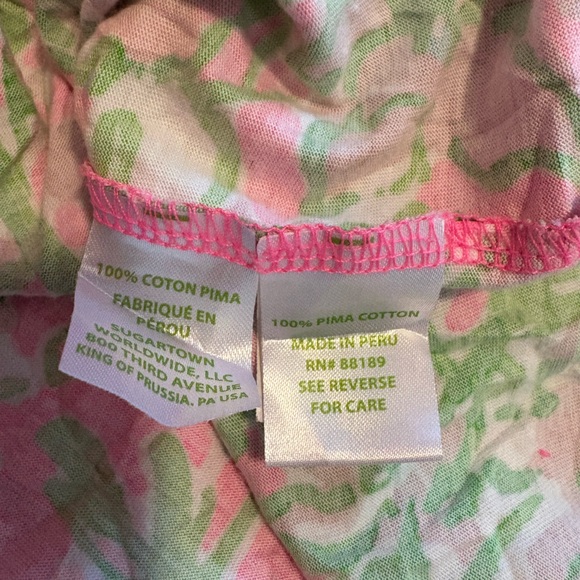 100% COTON PIMA
FABRIQUÉ EN
PÉROU
SUGARTOWN
WORLDWIDE, LLC
800 THIRD AVENUE
KING OF PRUSSIA. PA USA
100% PIMA COTTON
MADE IN PERU
RN# 88189
SEE REVERSE
FOR CARE